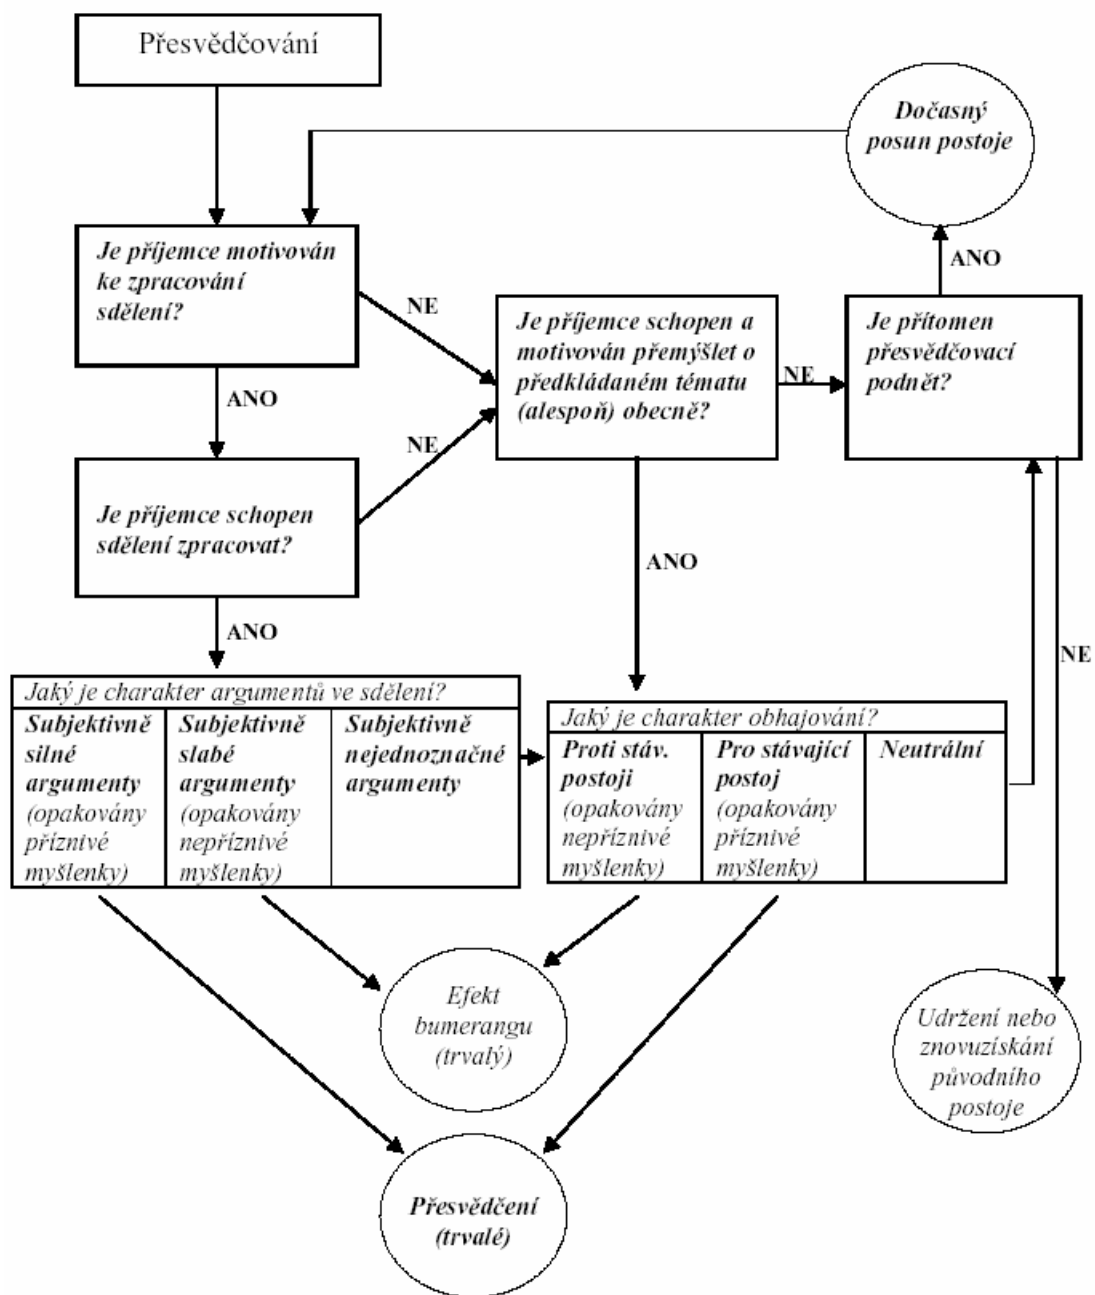 Přesvědčování
Dočasný
posun postoje
Je příjemce motivován
ke zpracování
sdělení?
NE
ANO
Je příjemce schopen a
motivován přemýšlet o
předkládaném tématu
(alespoň) obecně?
NE
Je přítomen
přesvědčovací
podnět?
ANO
ANO
NE
Je příjemce schopen
sdělení zpracovat?
ANO
ANO
NE
Jaký je charakter argumentů ve sdělení?
Subjektivně
silné
argumenty
(opakovány
příznivé
myšlenky)
Subjektivně
slabé
argumenty
(opakovány
nepříznivé
myšlenky)
Subjektivně
nejednoznačné
argumenty
Jaký je charakter obhajování?
Proti stáv.
postoji
(opakovány
nepříznivé
myšlenky)
Pro stávající
postoj
(opakovány
příznivé
myšlenky)
Neutrální
Efekt
bumerangu
(trvalý)
Udržení nebo
znovuzískání
původního
postoje
Přesvědčení
(trvalé)